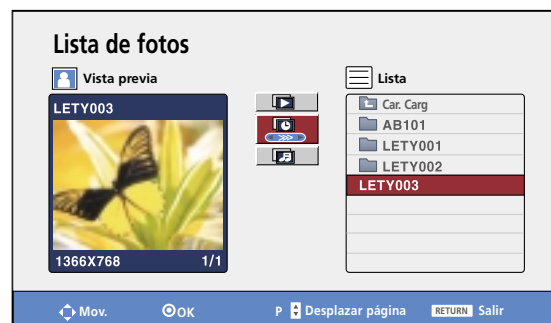 Lista de fotos
Vista previa
LETY003
1366X768 1/1
Lista
Car. Carg
AB101
LETY001
LETY002
LETY003
Mov. OK P Desplazar página RETURN Salir